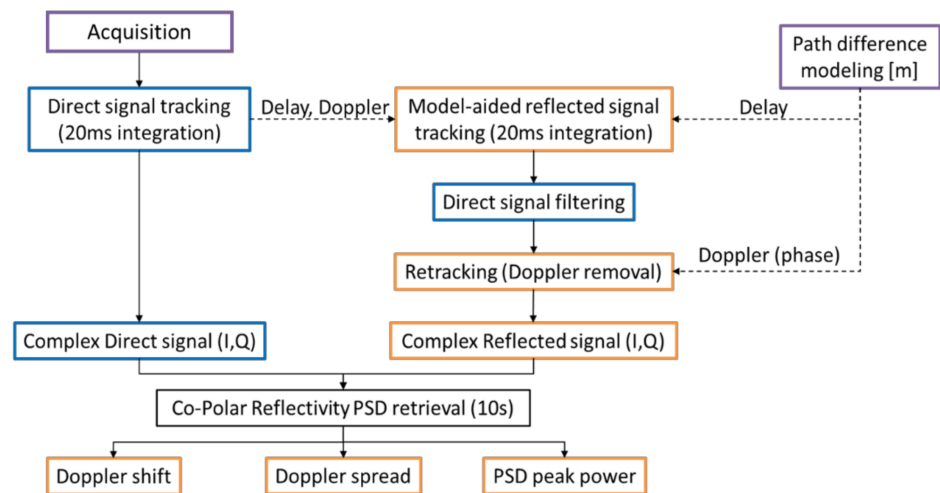 Acquisition
Path difference
modeling [m]
Direct signal tracking
(20ms integration)
Delay, Doppler
Model-aided reflected signal
tracking (20ms integration)
Delay
Direct signal filtering
Doppler (phase)
Retracking (Doppler removal)
Complex Direct signal (I,Q)
Complex Reflected signal (I,Q)
Co-Polar Reflectivity PSD retrieval (10s)
Doppler shift
Doppler spread
PSD peak power